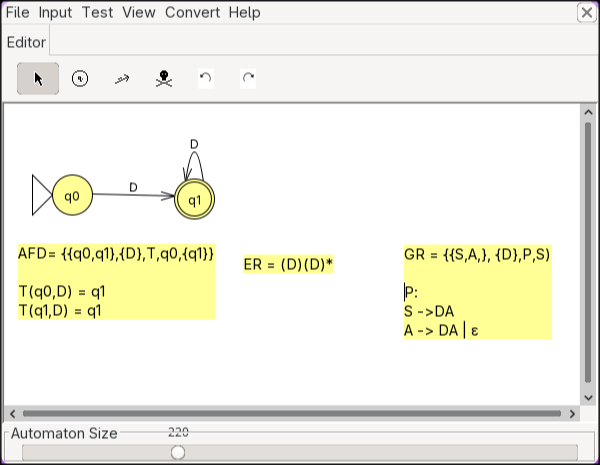 File Input Test View Convert Help
Editor
D
q0
D
q1
AFD= {{q0,q1},{D},T,q0,{q1}}
T(q0,D) = q1
T(q1,D) = q1
ER = (D)(D)*
GR = {{S,A,}, {D},P,S)
P:
S ->DA
A -> DA | ε
Automaton Size
220